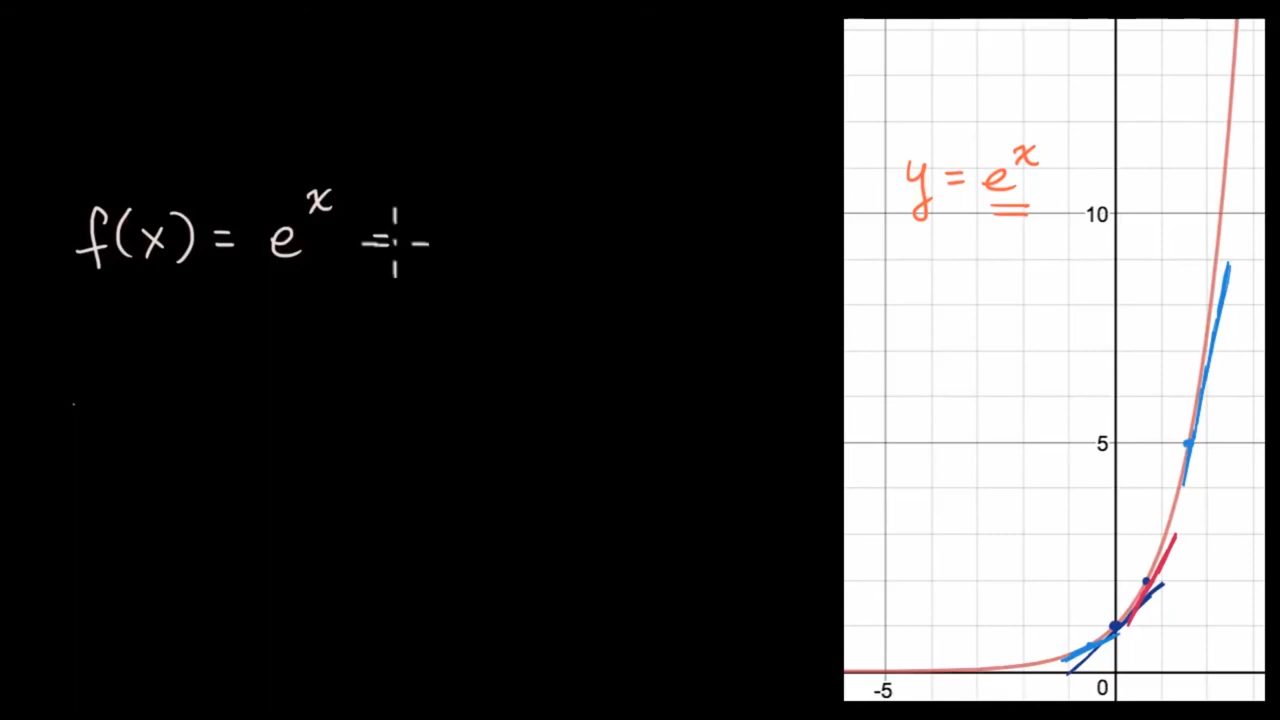 f(x) = e^x =
y = e^x
10
5
-5
0